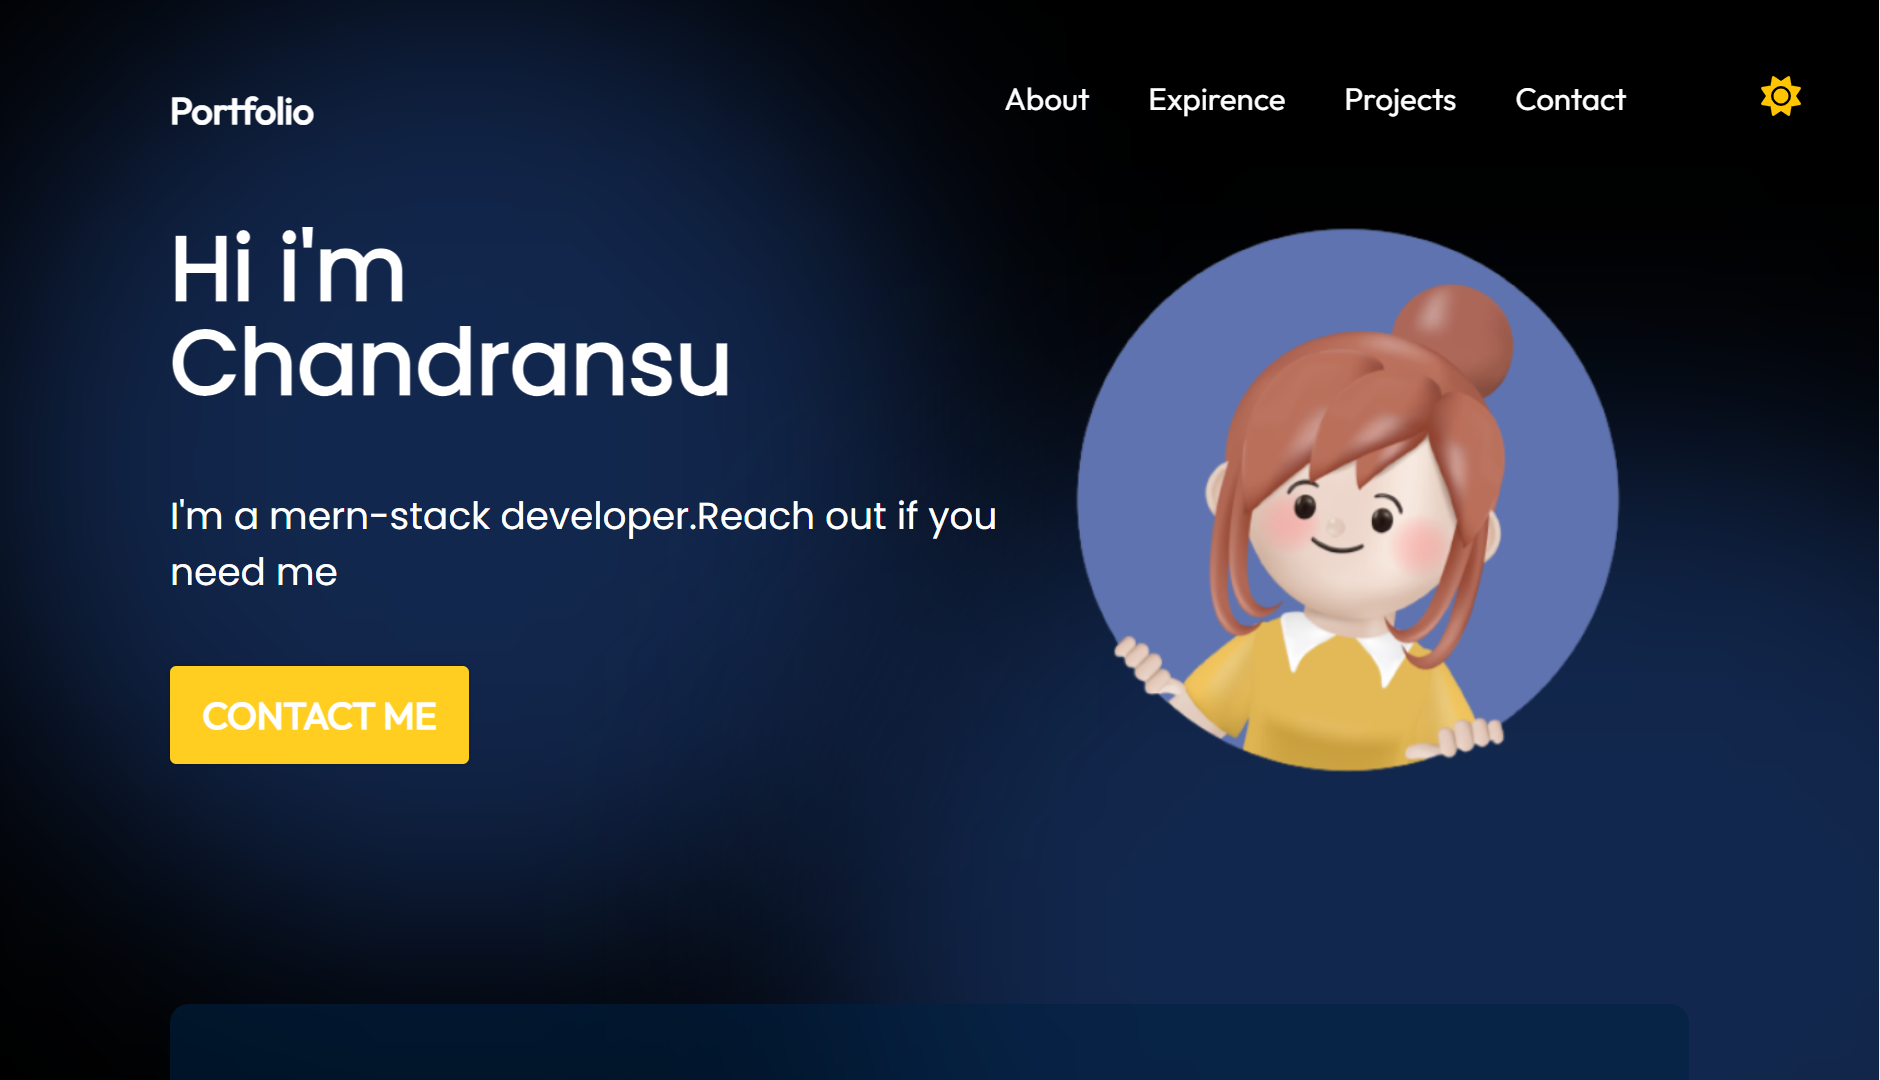 Portfolio
About Expirence Projects Contact
Hi i'm
Chandransu
I'm a mern-stack developer.Reach out if you
need me
CONTACT ME